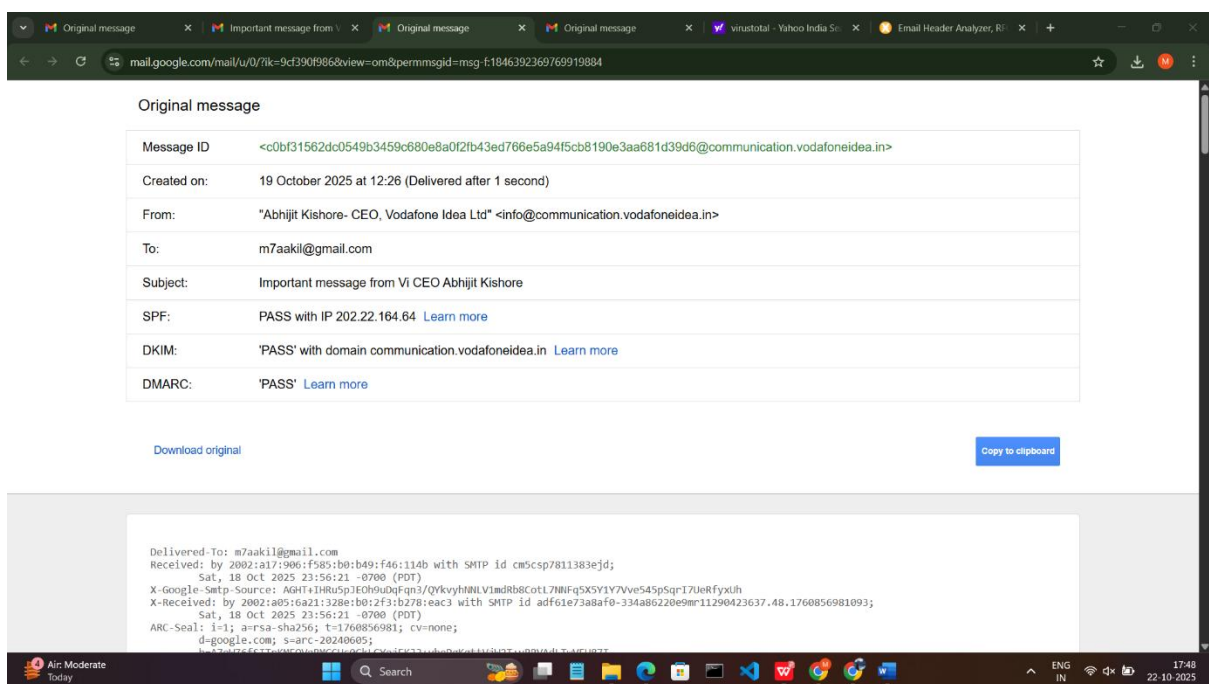 Original message
Important message from V
Original message
Original message
virustotal - Yahoo India Se
Email Header Analyzer, RF
mail.google.com/mail/u/0/?ik=9cf390f986&view=om&permmsgid=msg-f:1846392369769919884
M
Original message
Message ID <c0bf31562dc0549b3459c680e8a0f2fb43ed766e5a94f5cb8190e3aa681d39d6@communication.vodafoneidea.in>
Created on: 19 October 2025 at 12:26 (Delivered after 1 second)
From: "Abhijit Kishore- CEO, Vodafone Idea Ltd" <info@communication.vodafoneidea.in>
To: m7aakil@gmail.com
Subject: Important message from Vi CEO Abhijit Kishore
SPF: PASS with IP 202.22.164.64 Learn more
DKIM: 'PASS' with domain communication.vodafoneidea.in Learn more
DMARC: 'PASS' Learn more
Download original
Copy to clipboard
Delivered-To: m7aakil@gmail.com
Received: by 2002:a17:906:f585:b0:b49:f46:114b with SMTP id cm5csp7811383ejd;
Sat, 18 Oct 2025 23:56:21 -0700 (PDT)
X-Google-Smtp-Source: AGHT+IHRu5pJEOh9uDqFqn3/QYkvyhNNLV1mdRb8CotL7NNFq5X5Y1Y7Vve545pSqrI7UeRfyxUh
X-Received: by 2002:a05:6a21:328e:b0:2f3:b278:eac3 with SMTP id adf61e73a8af0-334a86220e9mr11290423637.48.1760856981093;
Sat, 18 Oct 2025 23:56:21 -0700 (PDT)
ARC-Seal: i=1; a=rsa-sha256; t=1760856981; cv=none;
d=google.com; s=arc-20240605;
4
Air: Moderate
Today
Search
ENG
IN
17:48
22-10-2025